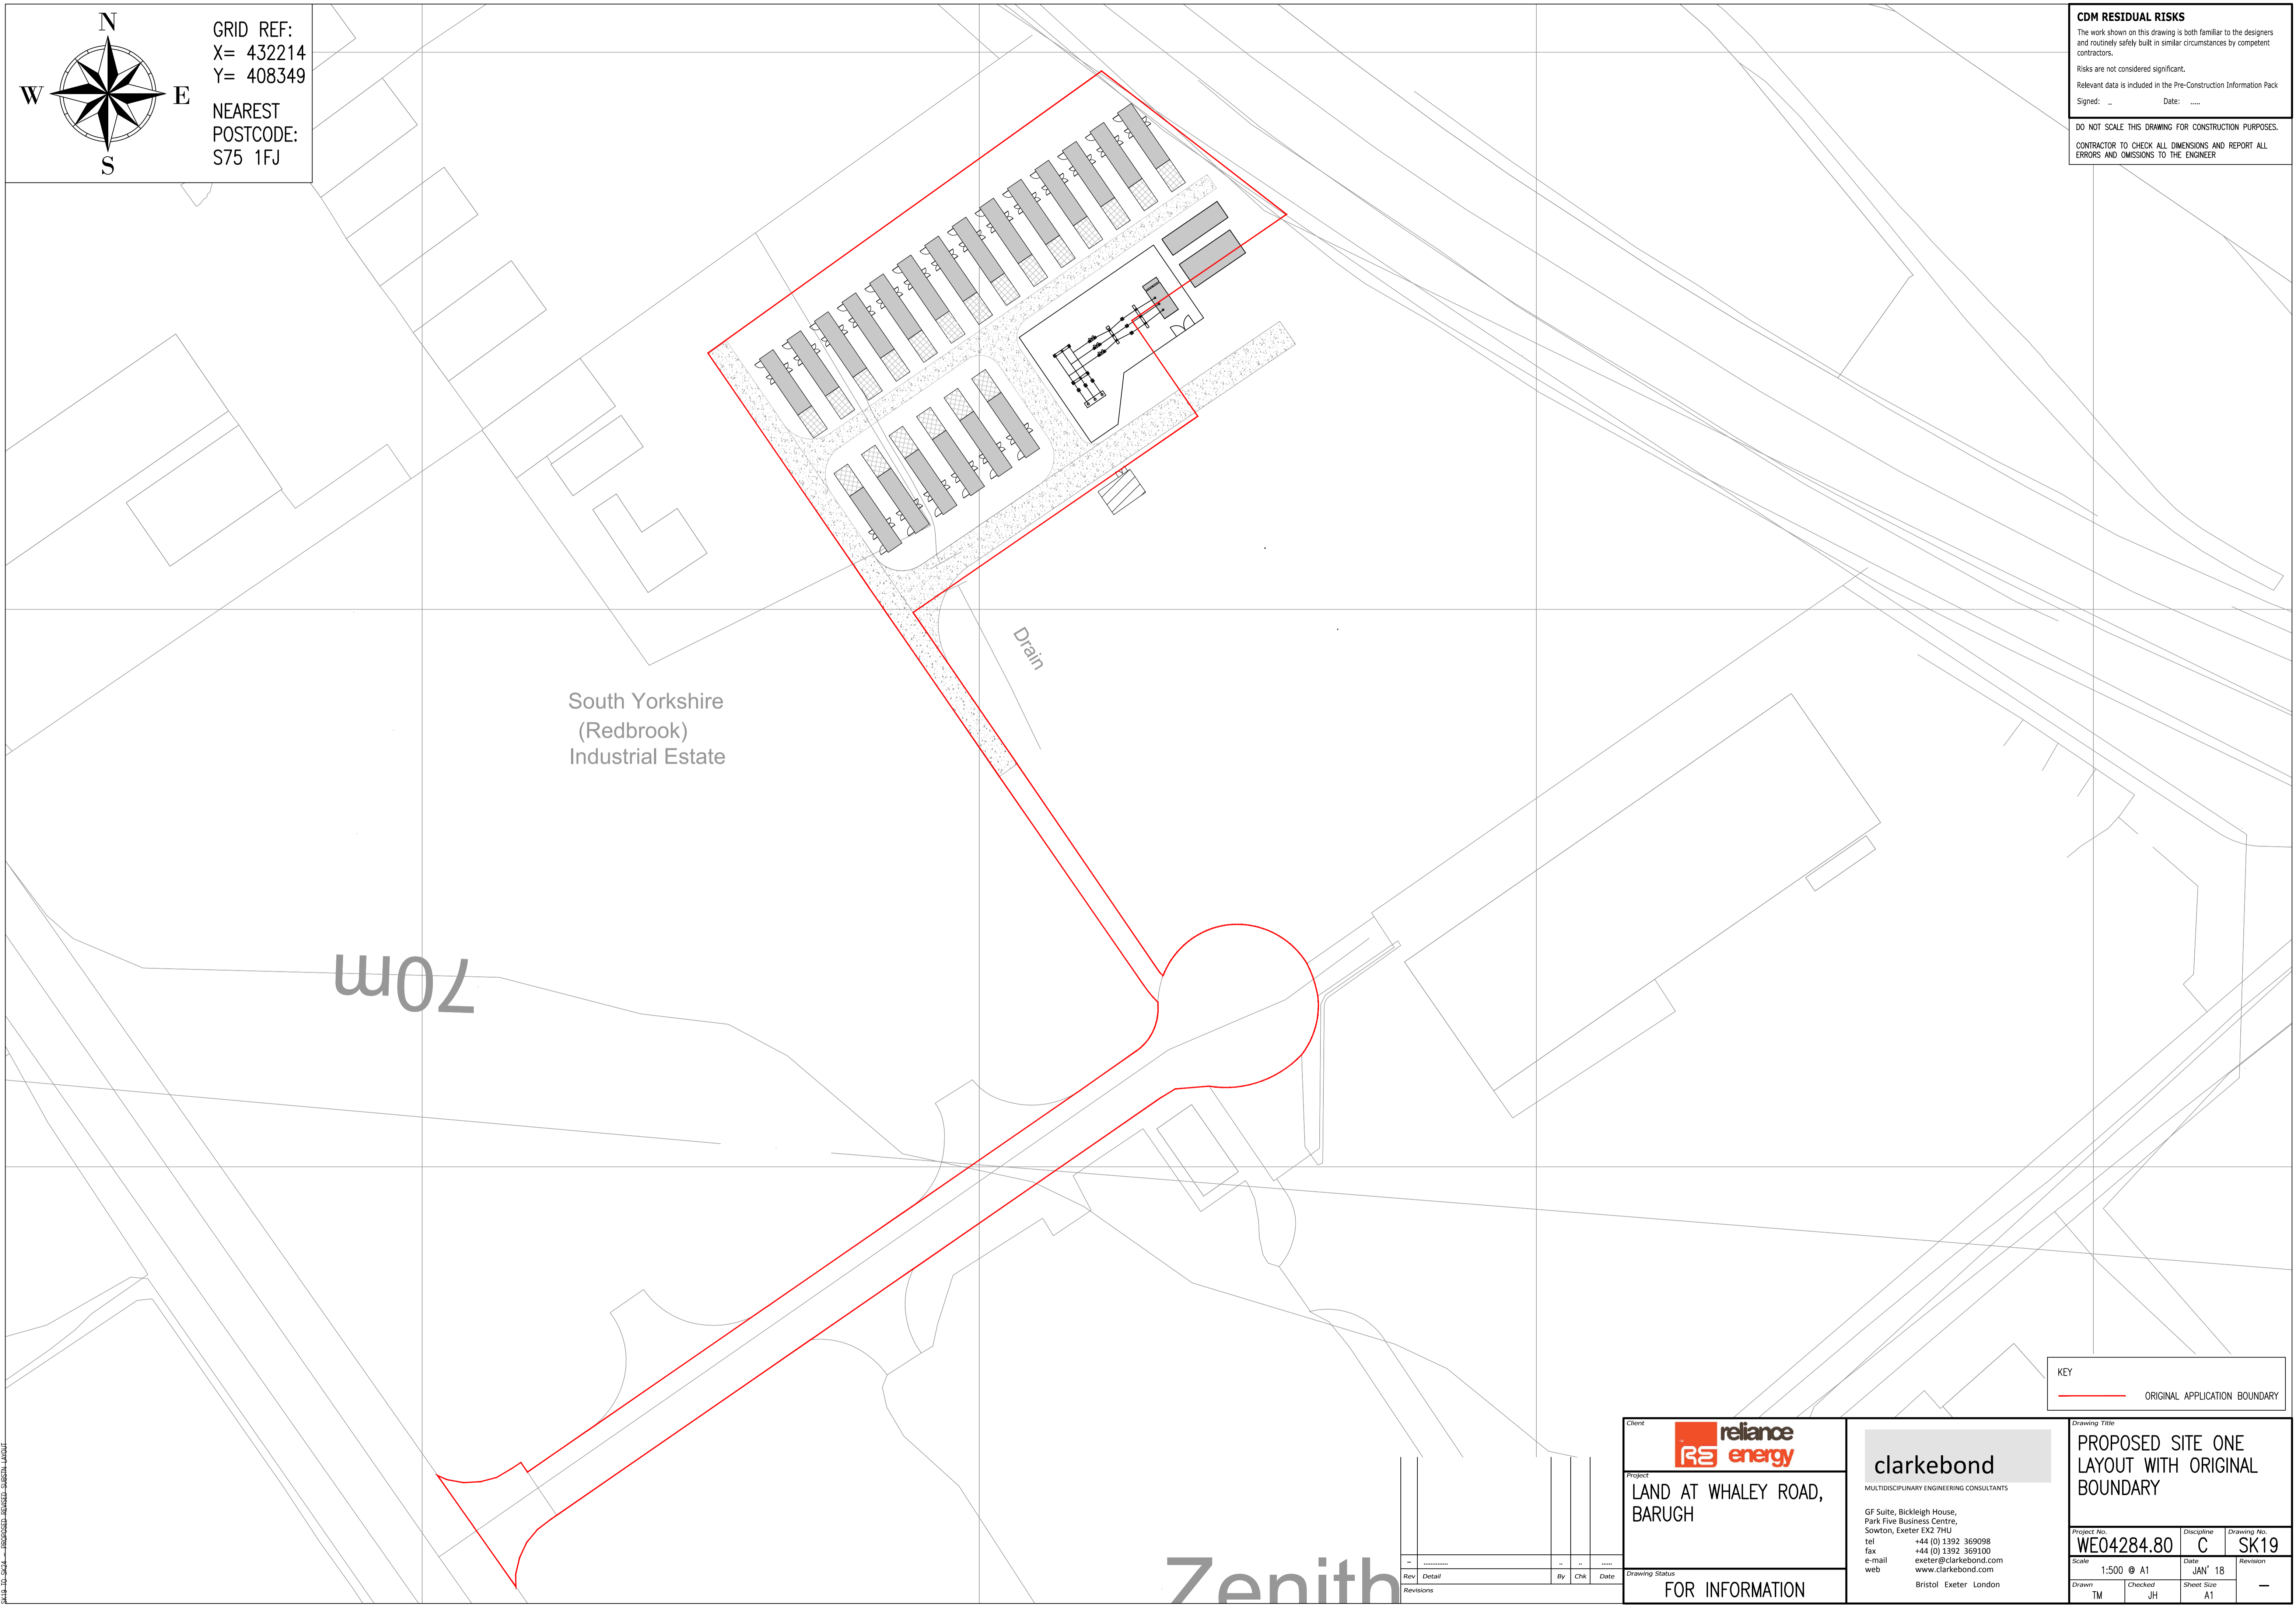 N
W
E
S
GRID REF:
X= 432214
Y= 408349
NEAREST
POSTCODE:
S75 1FJ
CDM RESIDUAL RISKS
The work shown on this drawing is both familiar to the designers
and routinely safely built in similar circumstances by competent
contractors.
Risks are not considered significant.
Relevant data is included in the Pre-Construction Information Pack
Signed: ..
Date: .....
DO NOT SCALE THIS DRAWING FOR CONSTRUCTION PURPOSES.
CONTRACTOR TO CHECK ALL DIMENSIONS AND REPORT ALL
ERRORS AND OMISSIONS TO THE ENGINEER
Drain
South Yorkshire
(Redbrook)
Industrial Estate
70m
Zenith
KEY
ORIGINAL APPLICATION BOUNDARY
SK19 TO SK24 - PROPOSED REVISED SUBSTN LAYOUT
– ............. .. .. ......
Rev Detail By Chk Date
Revisions
Client
RE
reliance
energy
Project
LAND AT WHALEY ROAD,
BARUGH
Drawing Status
FOR INFORMATION
clarkebond
MULTIDISCIPLINARY ENGINEERING CONSULTANTS
GF Suite, Bickleigh House,
Park Five Business Centre,
Sowton, Exeter EX2 7HU
tel +44 (0) 1392 369098
fax +44 (0) 1392 369100
e-mail exeter@clarkebond.com
web www.clarkebond.com
Bristol Exeter London
Drawing Title
PROPOSED SITE ONE
LAYOUT WITH ORIGINAL
BOUNDARY
Project No. Discipline Drawing No.
WE04284.80 C SK19
Scale Date Revision
1:500 @ A1 JAN' 18 –
Drawn Checked Sheet Size
TM JH A1